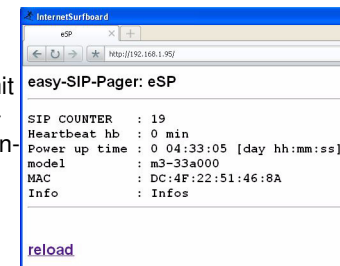 InternetSurfboard
eSP
http://192.168.1.95/
easy-SIP-Pager: eSP
SIP COUNTER : 19
Heartbeat hb : 0 min
Power up time : 0 04:33:05 [day hh:mm:ss]
model : m3-33a000
MAC : DC:4F:22:51:46:8A
Info : Infos
reload